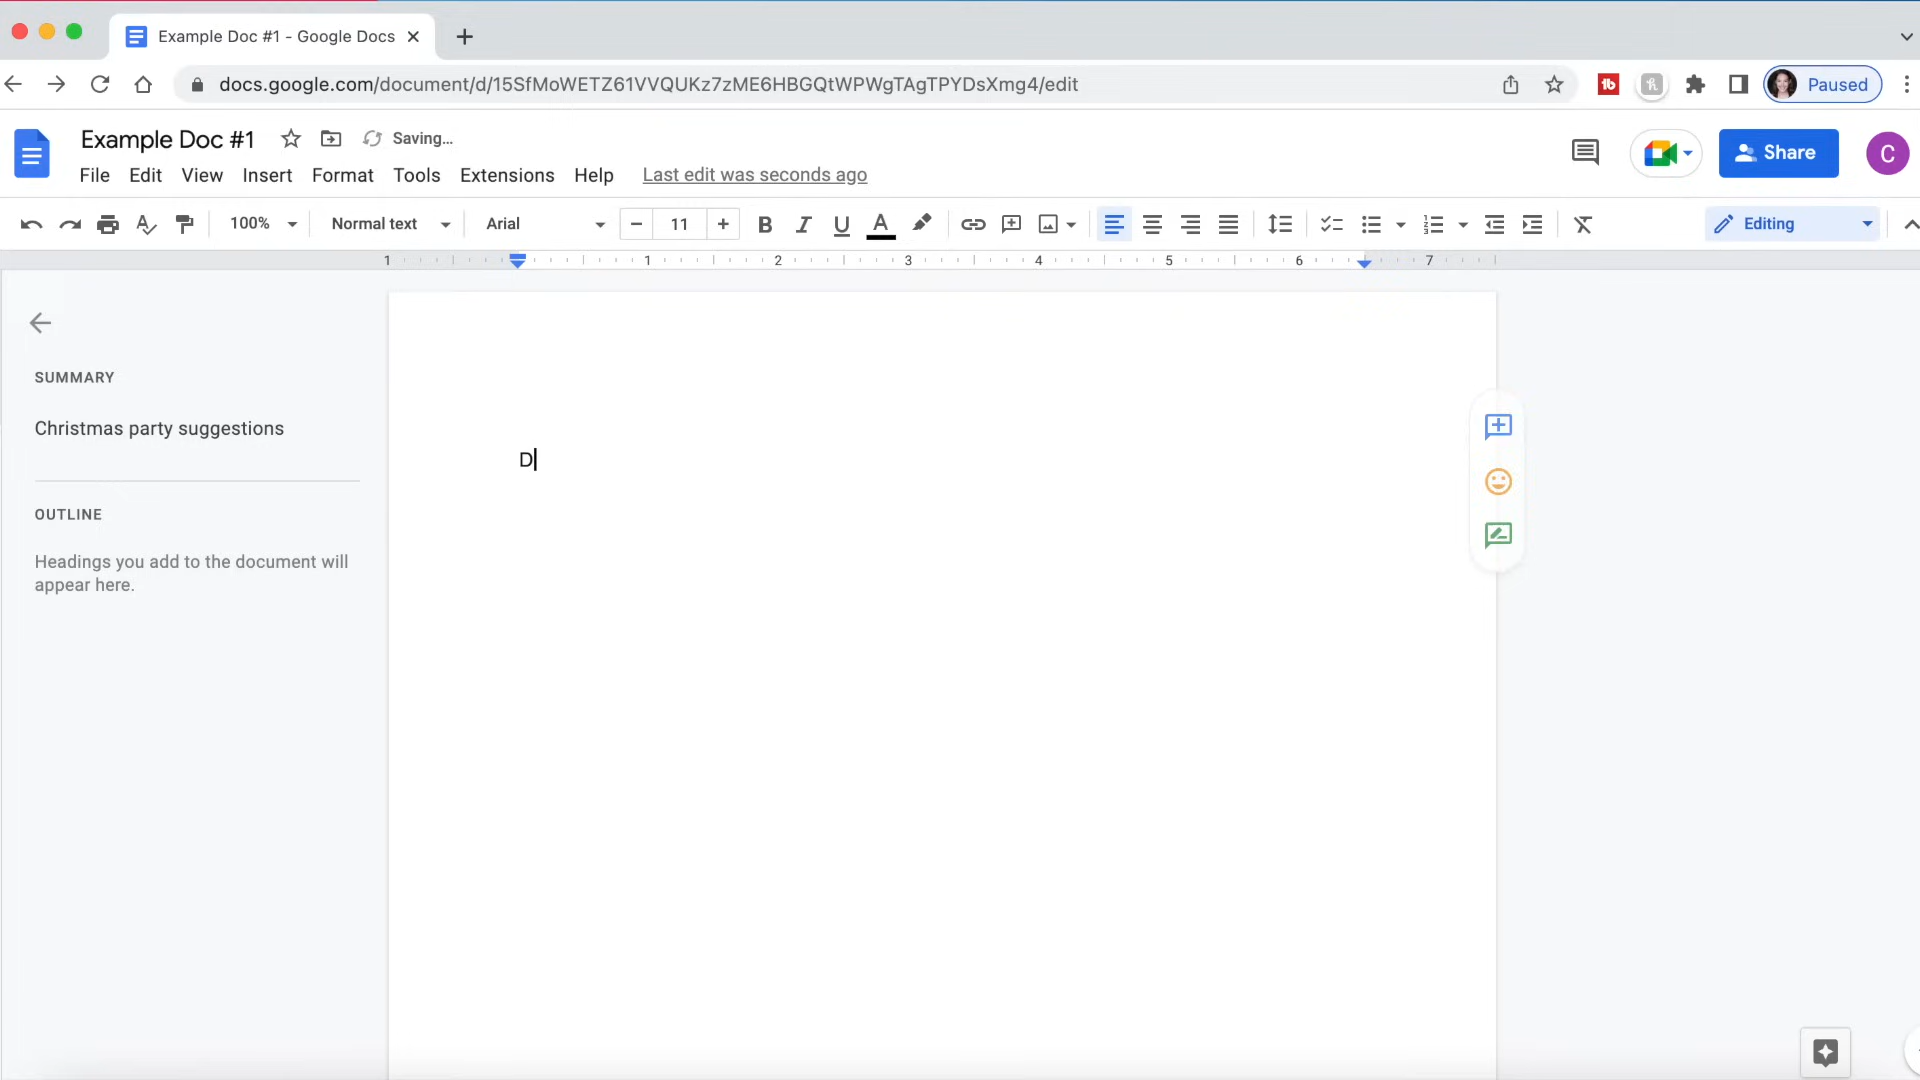 Example Doc #1 - Google Docs
docs.google.com/document/d/15SfMoWETZ61VVQUKz7zME6HBGQtWPWgTAgTPYDsXmg4/edit
Paused
Example Doc #1 Saving...
Share
C
File Edit View Insert Format Tools Extensions Help Last edit was seconds ago
100% Normal text Arial 11 B I U A Editing
1 1 2 3 4 5 6 7
SUMMARY
Christmas party suggestions
D
OUTLINE
Headings you add to the document will
appear here.